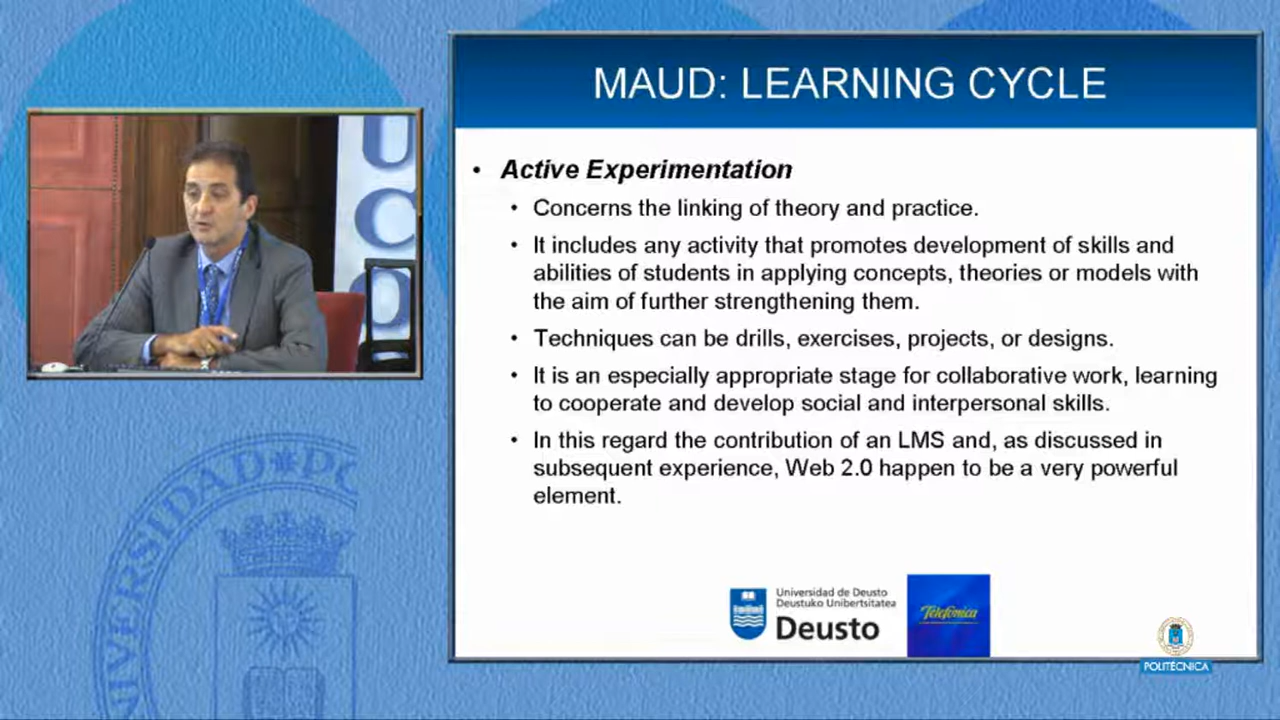 MAUD: LEARNING CYCLE
• Active Experimentation
• Concerns the linking of theory and practice.
• It includes any activity that promotes development of skills and
abilities of students in applying concepts, theories or models with
the aim of further strengthening them.
• Techniques can be drills, exercises, projects, or designs.
• It is an especially appropriate stage for collaborative work, learning
to cooperate and develop social and interpersonal skills.
• In this regard the contribution of an LMS and, as discussed in
subsequent experience, Web 2.0 happen to be a very powerful
element.
Universidad de Deusto
Deustuko Unibertsitatea
Deusto
Telefónica
POLITÉCNICA
UNIVERSIDAD PO